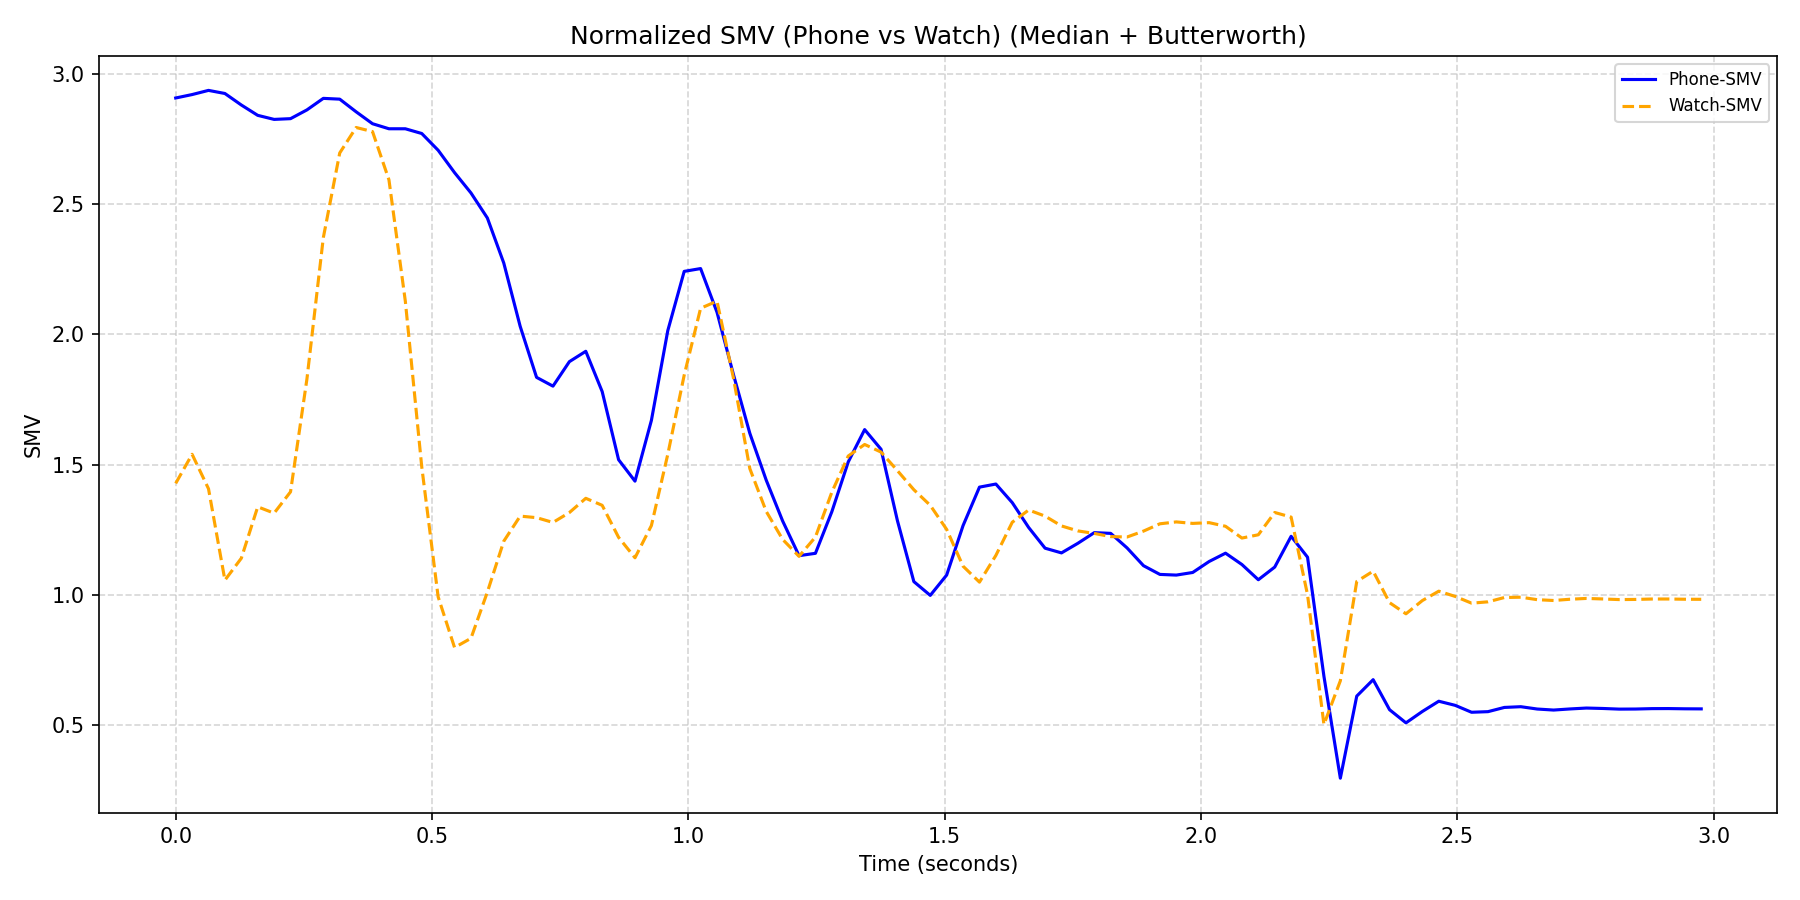 Normalized SMV (Phone vs Watch) (Median + Butterworth)
Phone-SMV
Watch-SMV
SMV
3.0
2.5
2.0
1.5
1.0
0.5
0.0 0.5 1.0 1.5 2.0 2.5 3.0
Time (seconds)